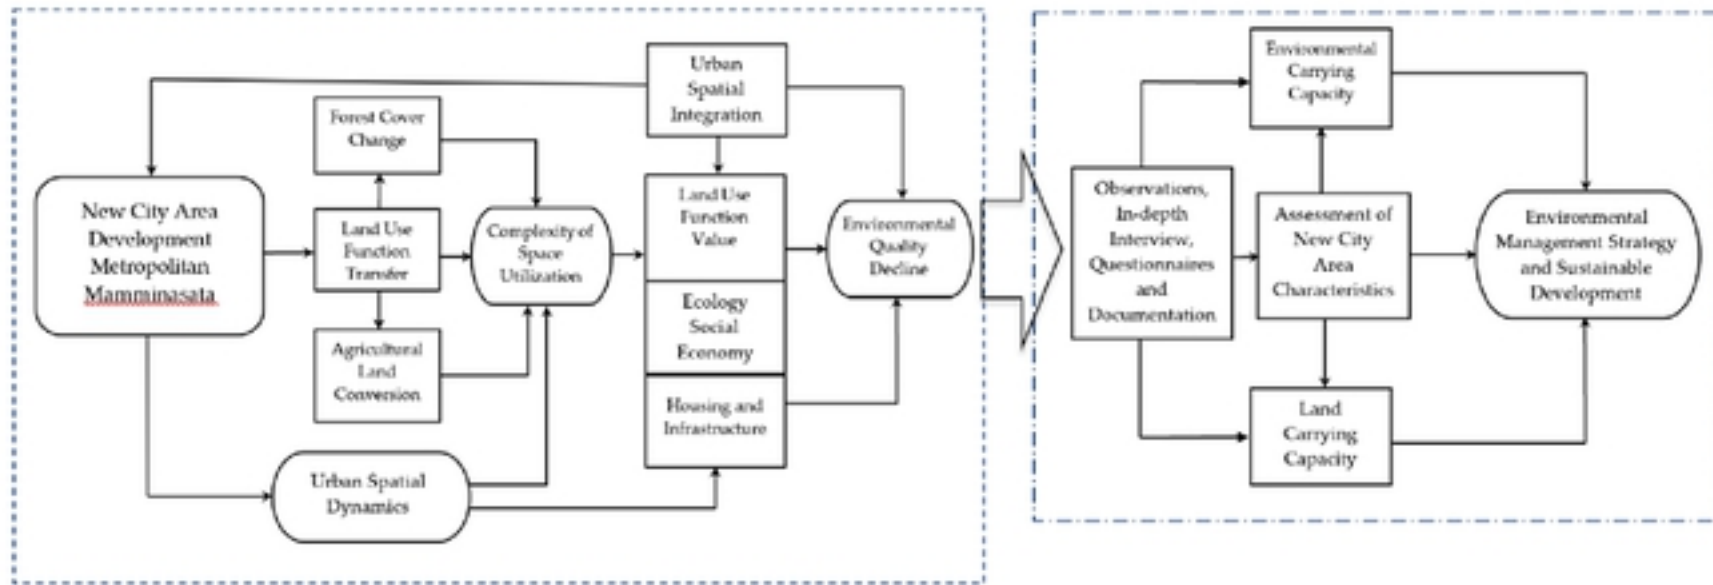 New City Area
Development
Metropolitan
Mamminasata
Forest Cover
Change
Land Use
Function
Transfer
Agricultural
Land
Conversion
Urban Spatial
Dynamics
Complexity of
Space
Utilization
Urban
Spatial
Integration
Land Use
Function
Value
Ecology
Social
Economy
Housing and
Infrastructure
Environmental
Quality
Decline
Observations,
In-depth
Interview,
Questionnaires
and
Documentation
Environmental
Carrying
Capacity
Assessment of
New City
Area
Characteristics
Land
Carrying
Capacity
Environmental
Management Strategy
and Sustainable
Development